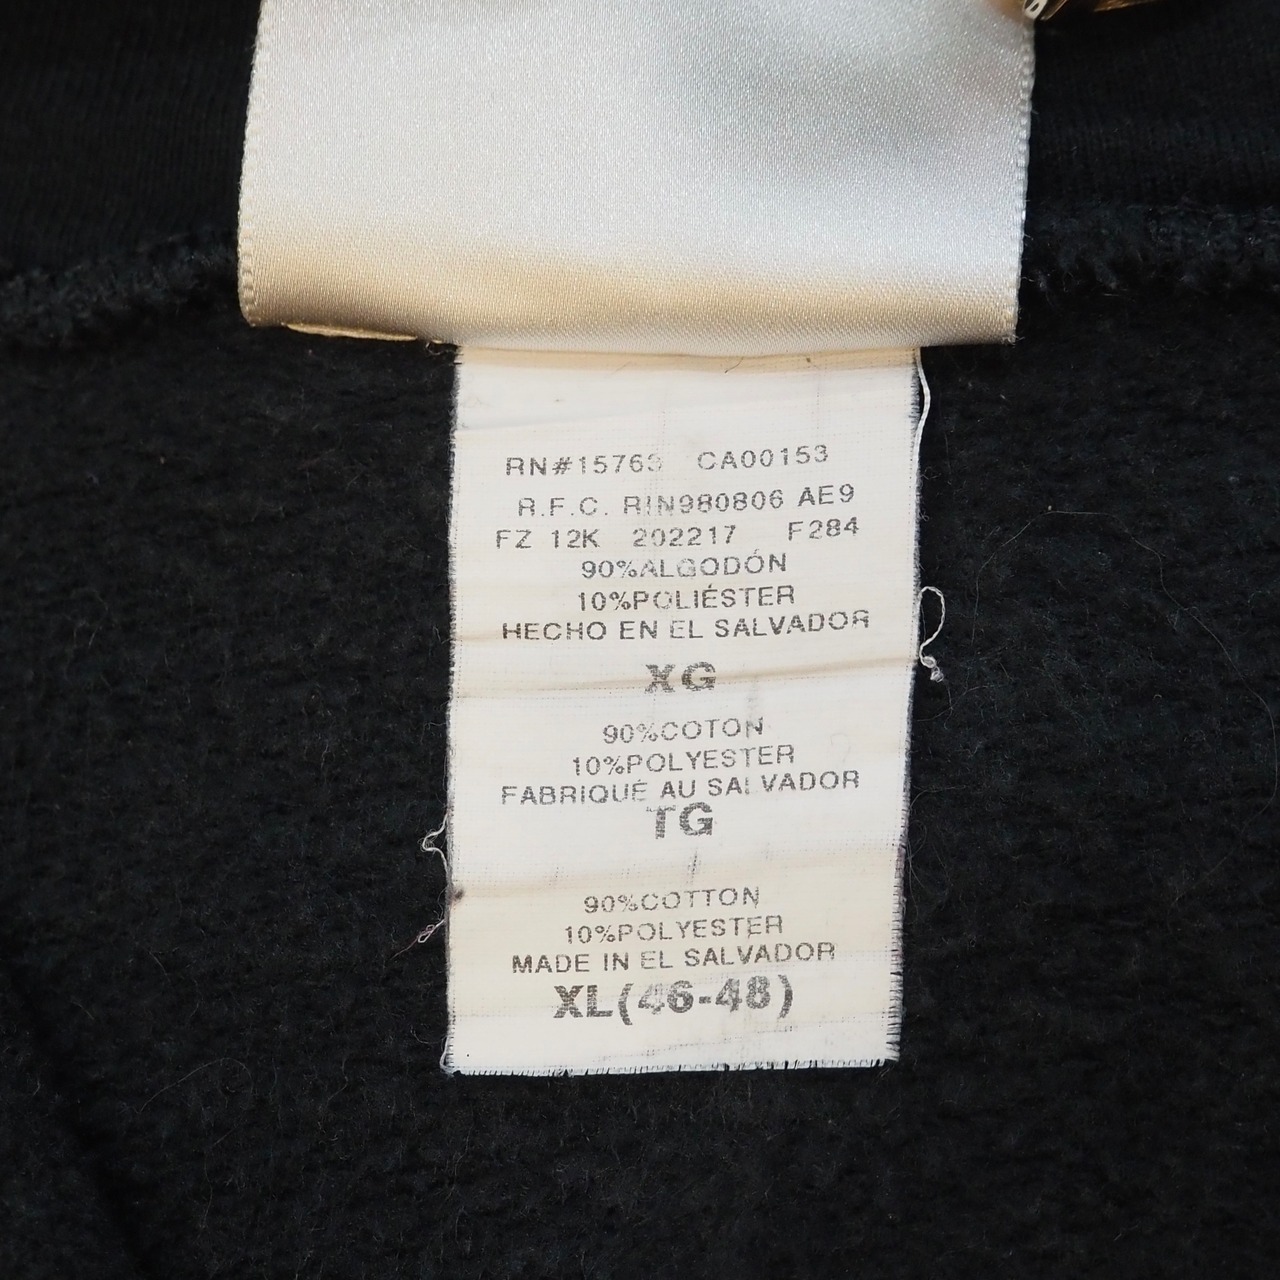 RN#15763 CA00153
R.F.C. RIN980806 AE9
FZ 12K 202217 F284
90%ALGODÓN
10%POLIÉSTER
HECHO EN EL SALVADOR
XG
90%COTON
10%POLYESTER
FABRIQUÉ AU SALVADOR
TG
90%COTTON
10%POLYESTER
MADE IN EL SALVADOR
XL(46-48)